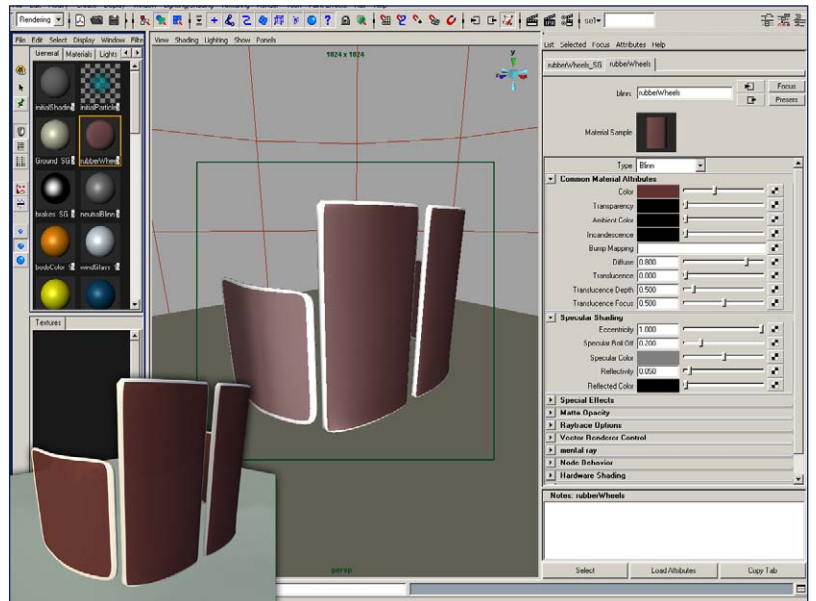 Rendering
sel▾
File Edit Select Display Window Filte
General Materials Lights
initialShadin initialParticle
Ground_SG rubberWhee
brakes_SG neutralBlinn
bodyColor windGlass
Textures
View Shading Lighting Show Panels
1024 x 1024
y
persp
List Selected Focus Attributes Help
rubberWheels_SG rubberWheels
blinn: rubberWheels
Focus
Presets
Material Sample
Type Blinn
Common Material Attributes
Color
Transparency
Ambient Color
Incandescence
Bump Mapping
Diffuse 0.800
Translucence 0.000
Translucence Depth 0.500
Translucence Focus 0.500
Specular Shading
Eccentricity 1.000
Specular Roll Off 0.200
Specular Color
Reflectivity 0.050
Reflected Color
Special Effects
Matte Opacity
Raytrace Options
Vector Renderer Control
mental ray
Node Behavior
Hardware Shading
Notes: rubberWheels
Select Load Attributes Copy Tab